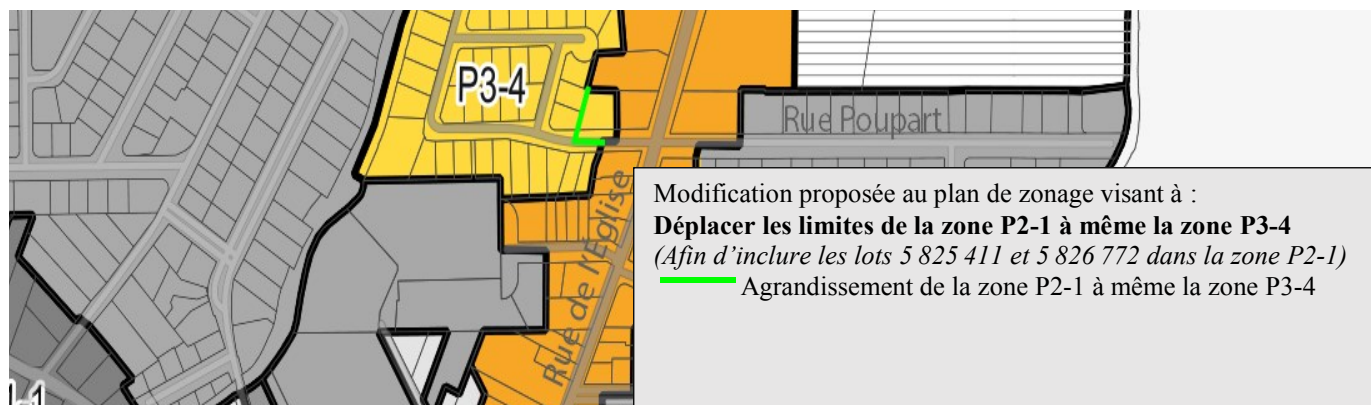 P3-4
Rue Poupart
Rue de l'Église
Modification proposée au plan de zonage visant à :
Déplacer les limites de la zone P2-1 à même la zone P3-4
(Afin d’inclure les lots 5 825 411 et 5 826 772 dans la zone P2-1)
Agrandissement de la zone P2-1 à même la zone P3-4